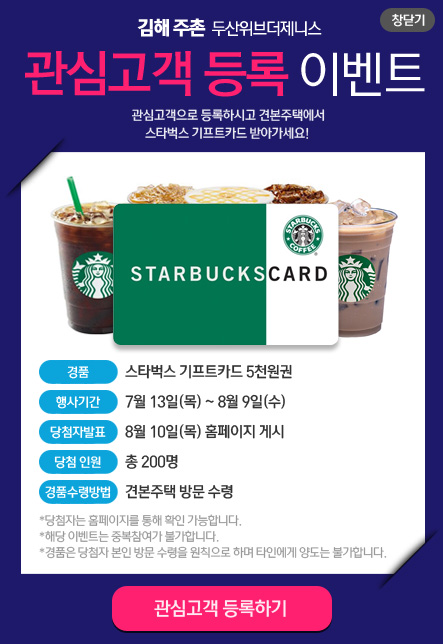 김해 주촌 두산위브더제니스
창닫기
관심고객 등록 이벤트
관심고객으로 등록하시고 견본주택에서
스타벅스 기프트카드 받아가세요!
STARBUCKS COFFEE
STARBUCKSCARD
경품 스타벅스 기프트카드 5천원권
행사기간 7월 13일(목) ~ 8월 9일(수)
당첨자발표 8월 10일(목) 홈페이지 게시
당첨 인원 총 200명
경품수령방법 견본주택 방문 수령
*당첨자는 홈페이지를 통해 확인 가능합니다.
*해당 이벤트는 중복참여가 불가합니다.
*경품은 당첨자 본인 방문 수령을 원칙으로 하며 타인에게 양도는 불가합니다.
관심고객 등록하기